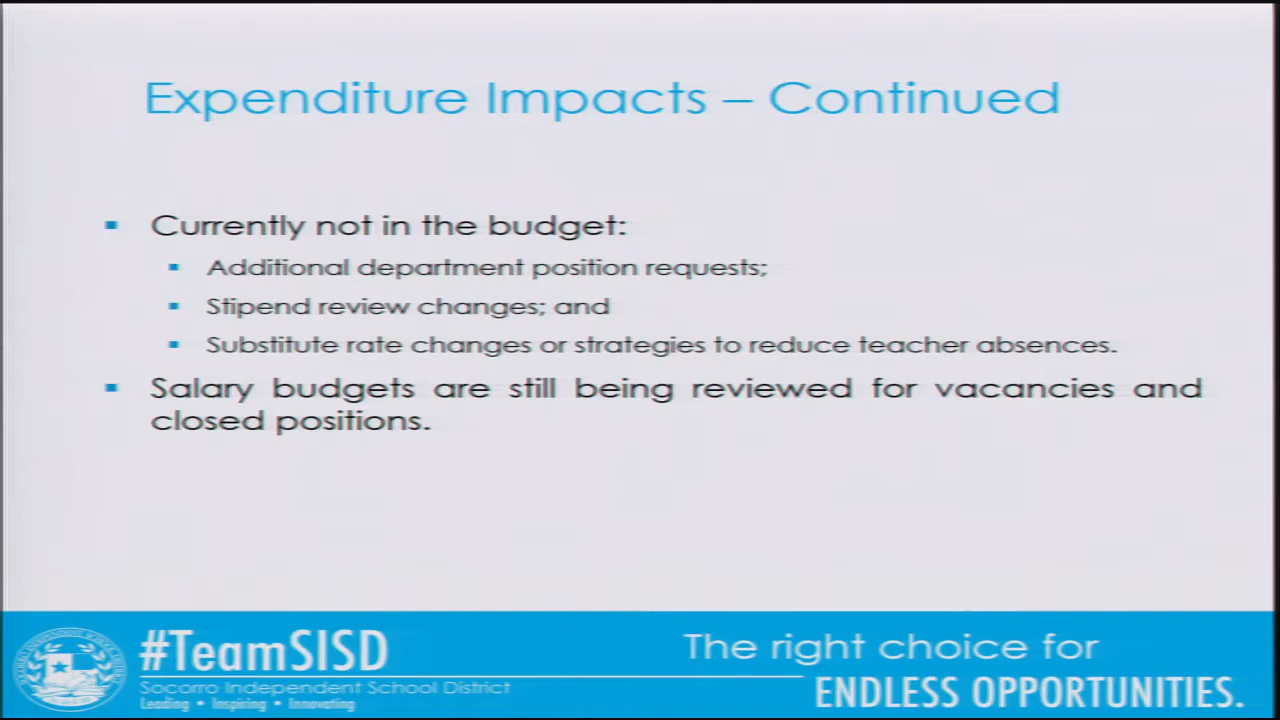 Expenditure Impacts – Continued
Currently not in the budget:
Additional department position requests;
Stipend review changes; and
Substitute rate changes or strategies to reduce teacher absences.
Salary budgets are still being reviewed for vacancies and
closed positions.
#TeamSISD
Socorro Independent School District
Leading • Inspiring • Innovating
The right choice for
ENDLESS OPPORTUNITIES.